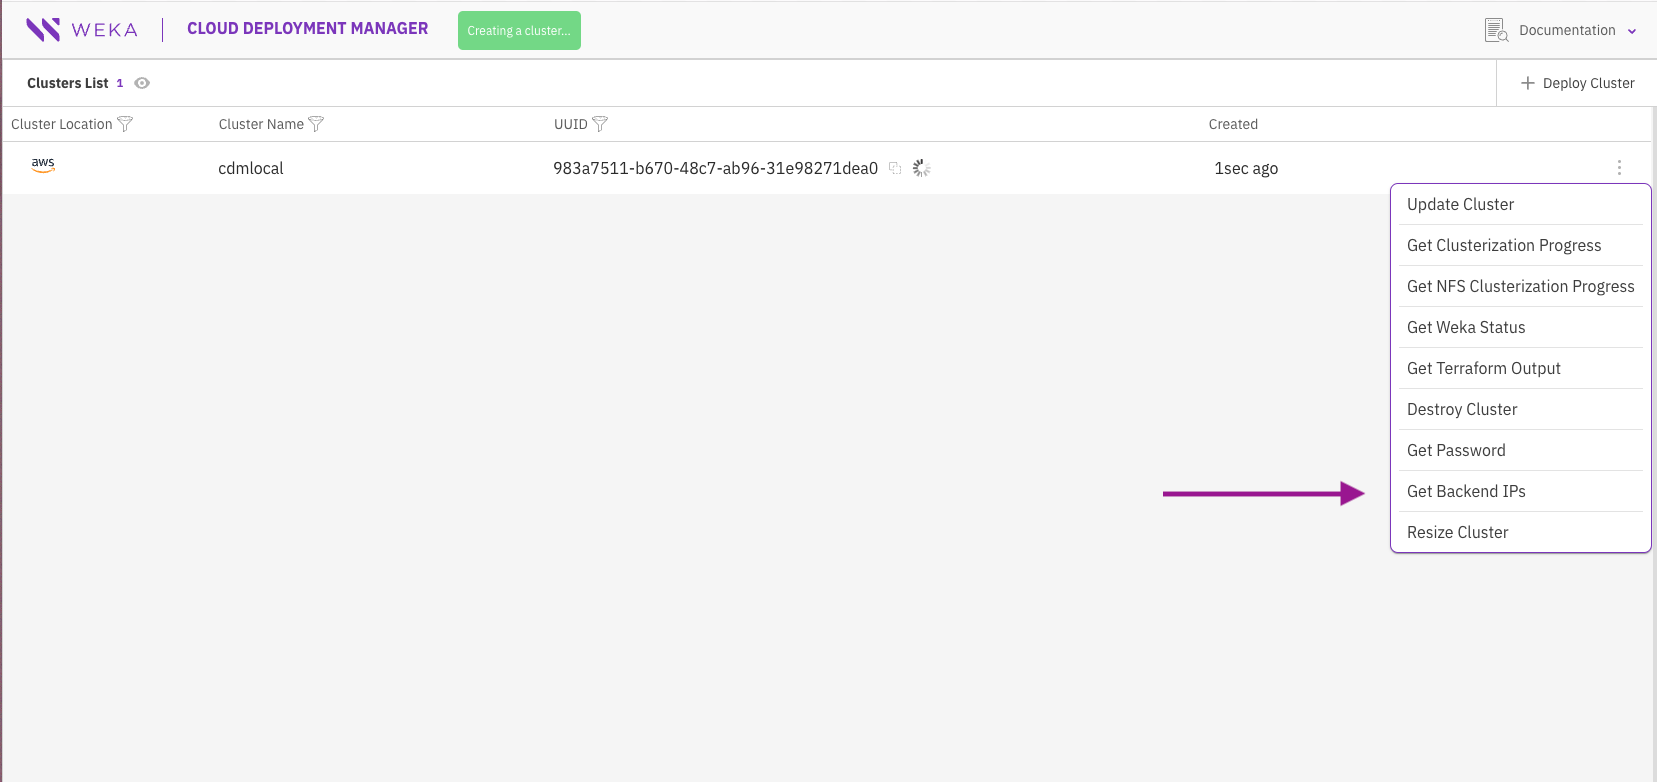 WEKA CLOUD DEPLOYMENT MANAGER Creating a cluster... Documentation
Clusters List 1 Deploy Cluster
Cluster Location Cluster Name UUID Created
aws cdmlocal 983a7511-b670-48c7-ab96-31e98271dea0 1sec ago
Update Cluster
Get Clusterization Progress
Get NFS Clusterization Progress
Get Weka Status
Get Terraform Output
Destroy Cluster
Get Password
Get Backend IPs
Resize Cluster